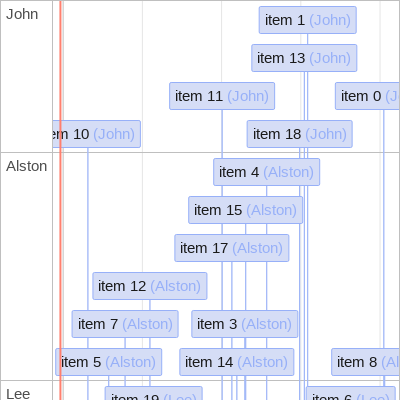 John
item 1 (John)
item 13 (John)
item 11 (John)
item 0 (J
em 10 (John)
item 18 (John)
Alston
item 4 (Alston)
item 15 (Alston)
item 17 (Alston)
item 12 (Alston)
item 7 (Alston)
item 3 (Alston)
item 5 (Alston)
item 14 (Alston)
item 8 (Al
Lee
item 19 (Lee)
item 6 (Lee)